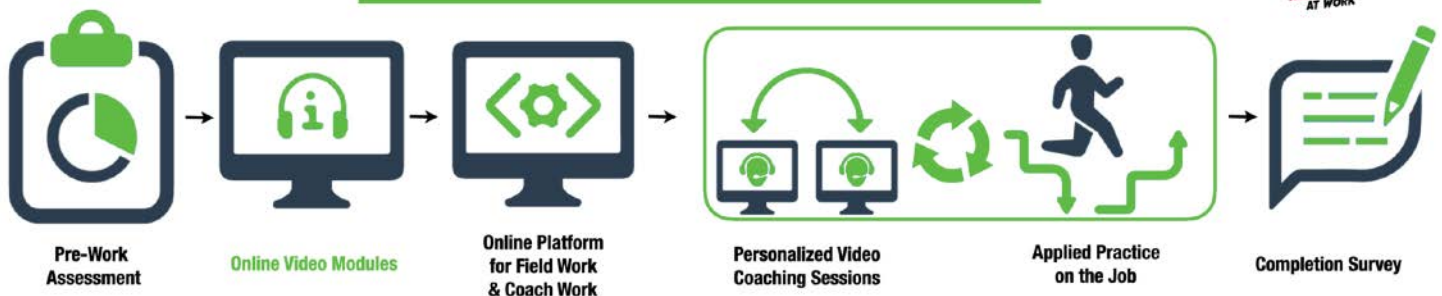 AT WORK
Pre-Work
Assessment
Online Video Modules
Online Platform
for Field Work
& Coach Work
Personalized Video
Coaching Sessions
Applied Practice
on the Job
Completion Survey